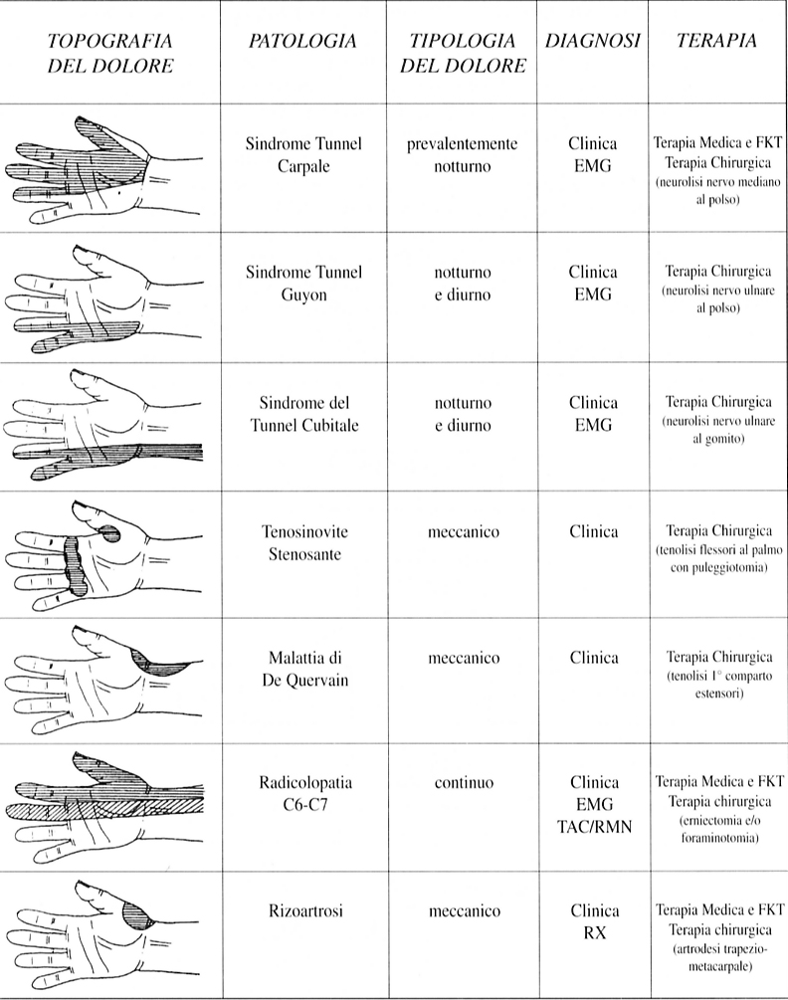 TOPOGRAFIA
DEL DOLORE
PATOLOGIA
TIPOLOGIA
DEL DOLORE
DIAGNOSI
TERAPIA
Sindrome Tunnel
Carpale
prevalentemente
notturno
Clinica
EMG
Terapia Medica e FKT
Terapia Chirurgica
(neurolisi nervo mediano
al polso)
Sindrome Tunnel
Guyon
notturno
e diurno
Clinica
EMG
Terapia Chirurgica
(neurolisi nervo ulnare
al polso)
Sindrome del
Tunnel Cubitale
notturno
e diurno
Clinica
EMG
Terapia Chirurgica
(neurolisi nervo ulnare
al gomito)
Tenosinovite
Stenosante
meccanico
Clinica
Terapia Chirurgica
(tenolisi flessori al palmo
con puleggiotomia)
Malattia di
De Quervain
meccanico
Clinica
Terapia Chirurgica
(tenolisi 1° comparto
estensori)
Radicolopatia
C6-C7
continuo
Clinica
EMG
TAC/RMN
Terapia Medica e FKT
Terapia chirurgica
(erniectomia e/o
foraminotomia)
Rizoartrosi
meccanico
Clinica
RX
Terapia Medica e FKT
Terapia chirurgica
(artrodesi trapezio-
metacarpale)